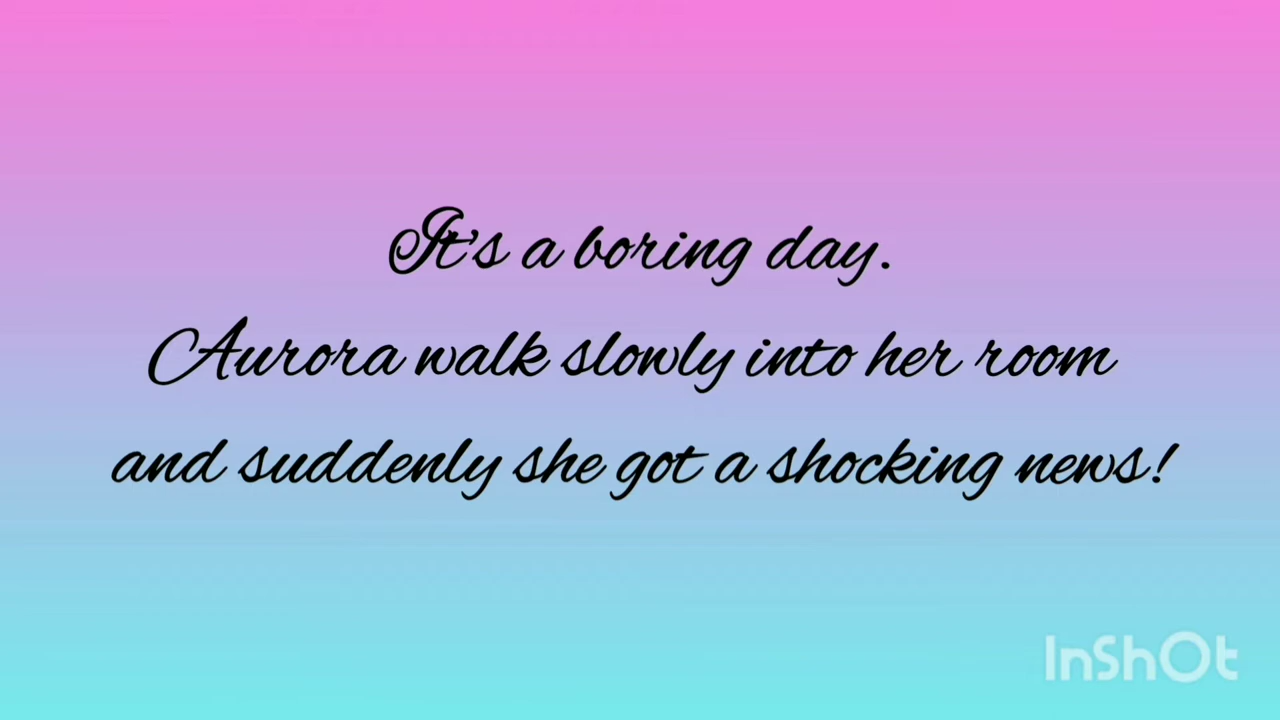 It's a boring day.
Aurora walk slowly into her room
and suddenly she got a shocking news!
InShOt